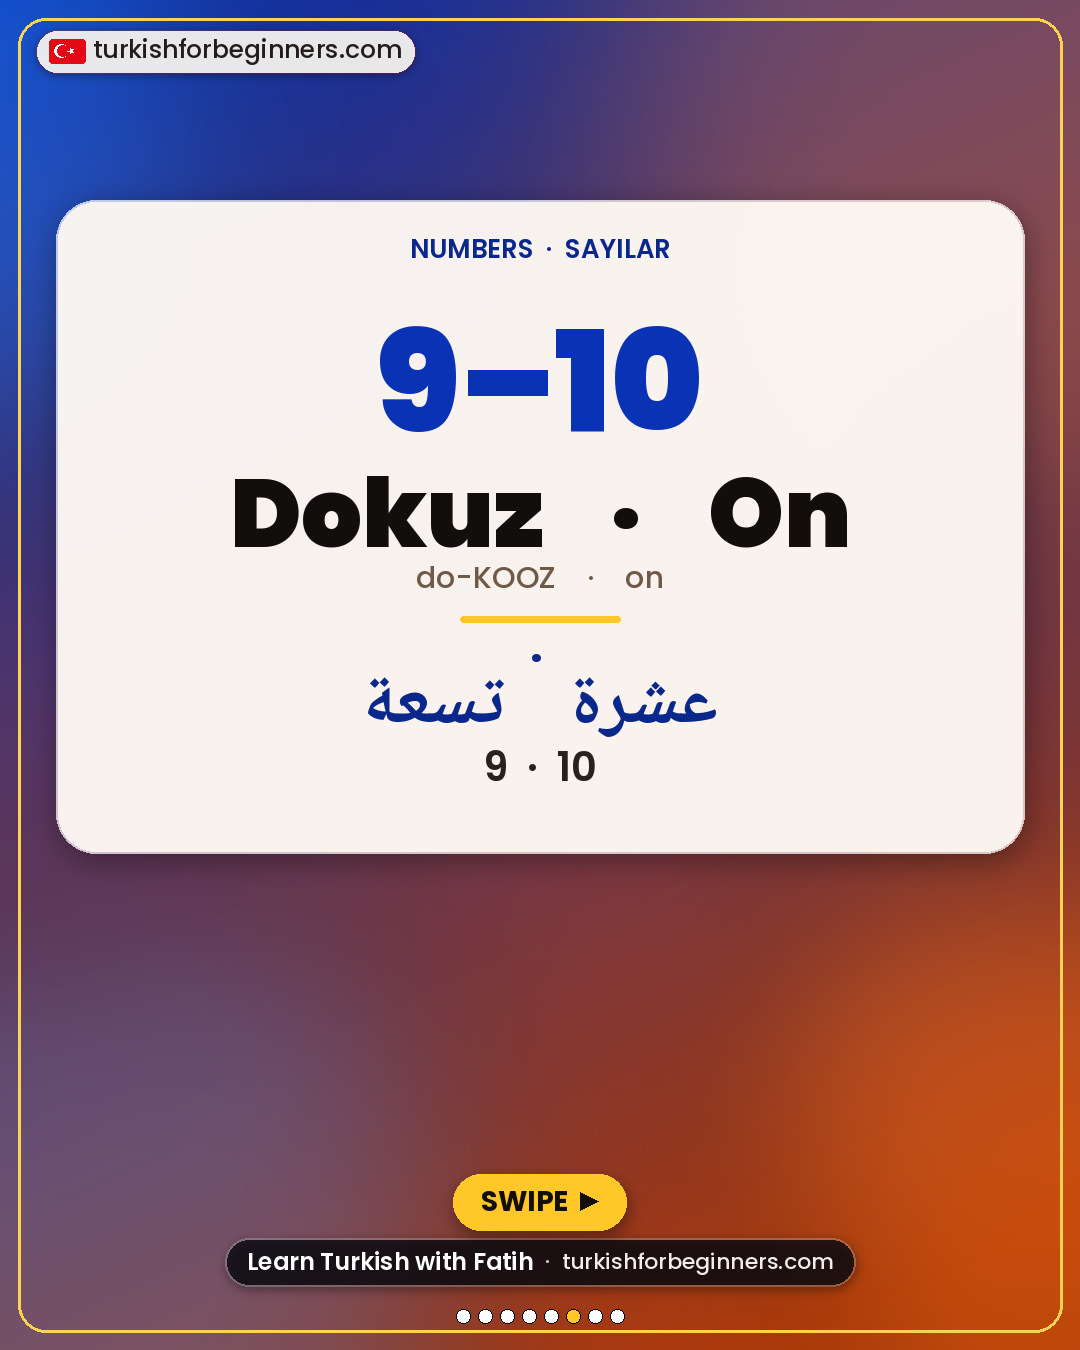 turkishforbeginners.com
NUMBERS · SAYILAR
9–10
Dokuz · On
do-KOOZ · on
عشرة · تسعة
9 · 10
SWIPE ▶
Learn Turkish with Fatih · turkishforbeginners.com